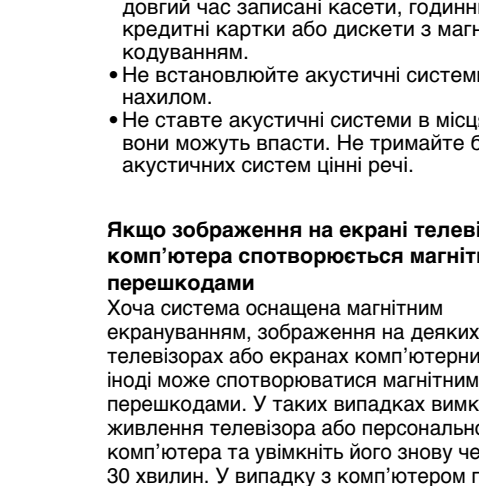 довгий час записані касети, годинн
кредитні картки або дискети з магн
кодуванням.
• Не встановлюйте акустичні систем
нахилом.
• Не ставте акустичні системи в місц
вони можуть впасти. Не тримайте б
акустичних систем цінні речі.
Якщо зображення на екрані телеві
комп’ютера спотворюється магніт
перешкодами
Хоча система оснащена магнітним
екрануванням, зображення на деяких
телевізорах або екранах комп’ютерни
іноді може спотворюватися магнітним
перешкодами. У таких випадках вимк
живлення телевізора або персональн
комп’ютера та увімкніть його знову че
30 хвилин. У випадку з комп’ютером п